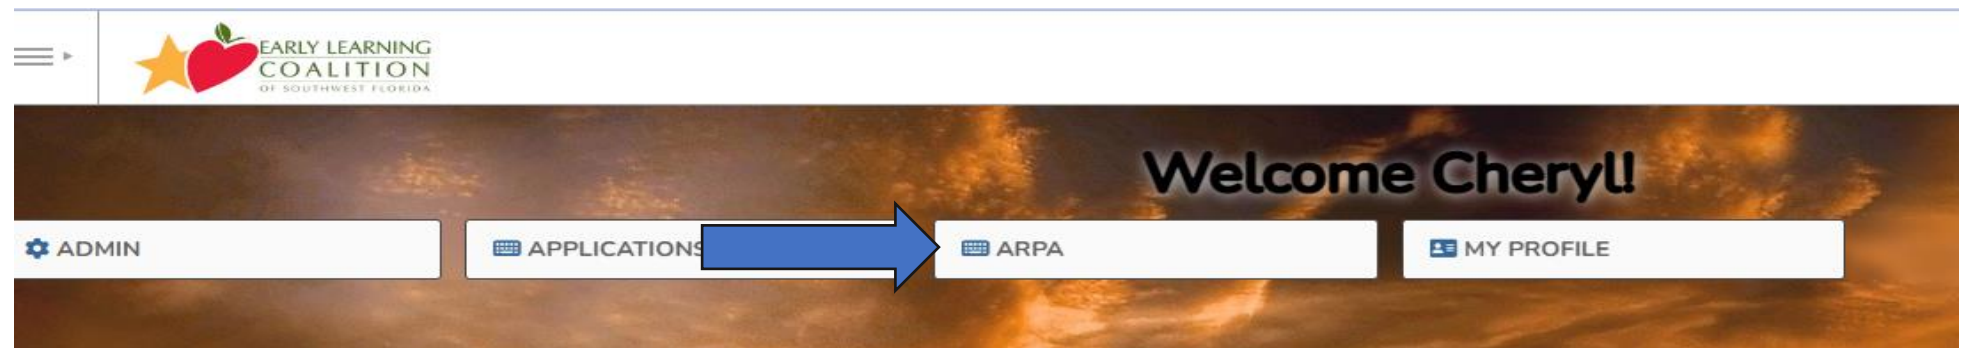 EARLY LEARNING
COALITION
OF SOUTHWEST FLORIDA
Welcome Cheryl!
ADMIN
APPLICATIONS
ARPA
MY PROFILE